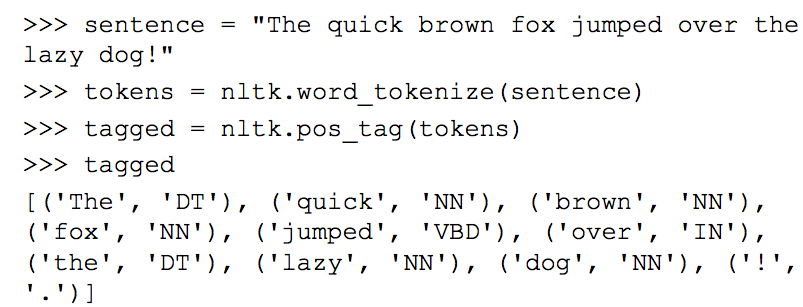 >>> sentence = "The quick brown fox jumped over the
lazy dog!"
>>> tokens = nltk.word_tokenize(sentence)
>>> tagged = nltk.pos_tag(tokens)
>>> tagged
[('The', 'DT'), ('quick', 'NN'), ('brown', 'NN'),
('fox', 'NN'), ('jumped', 'VBD'), ('over', 'IN'),
('the', 'DT'), ('lazy', 'NN'), ('dog', 'NN'), ('!',
'.')]